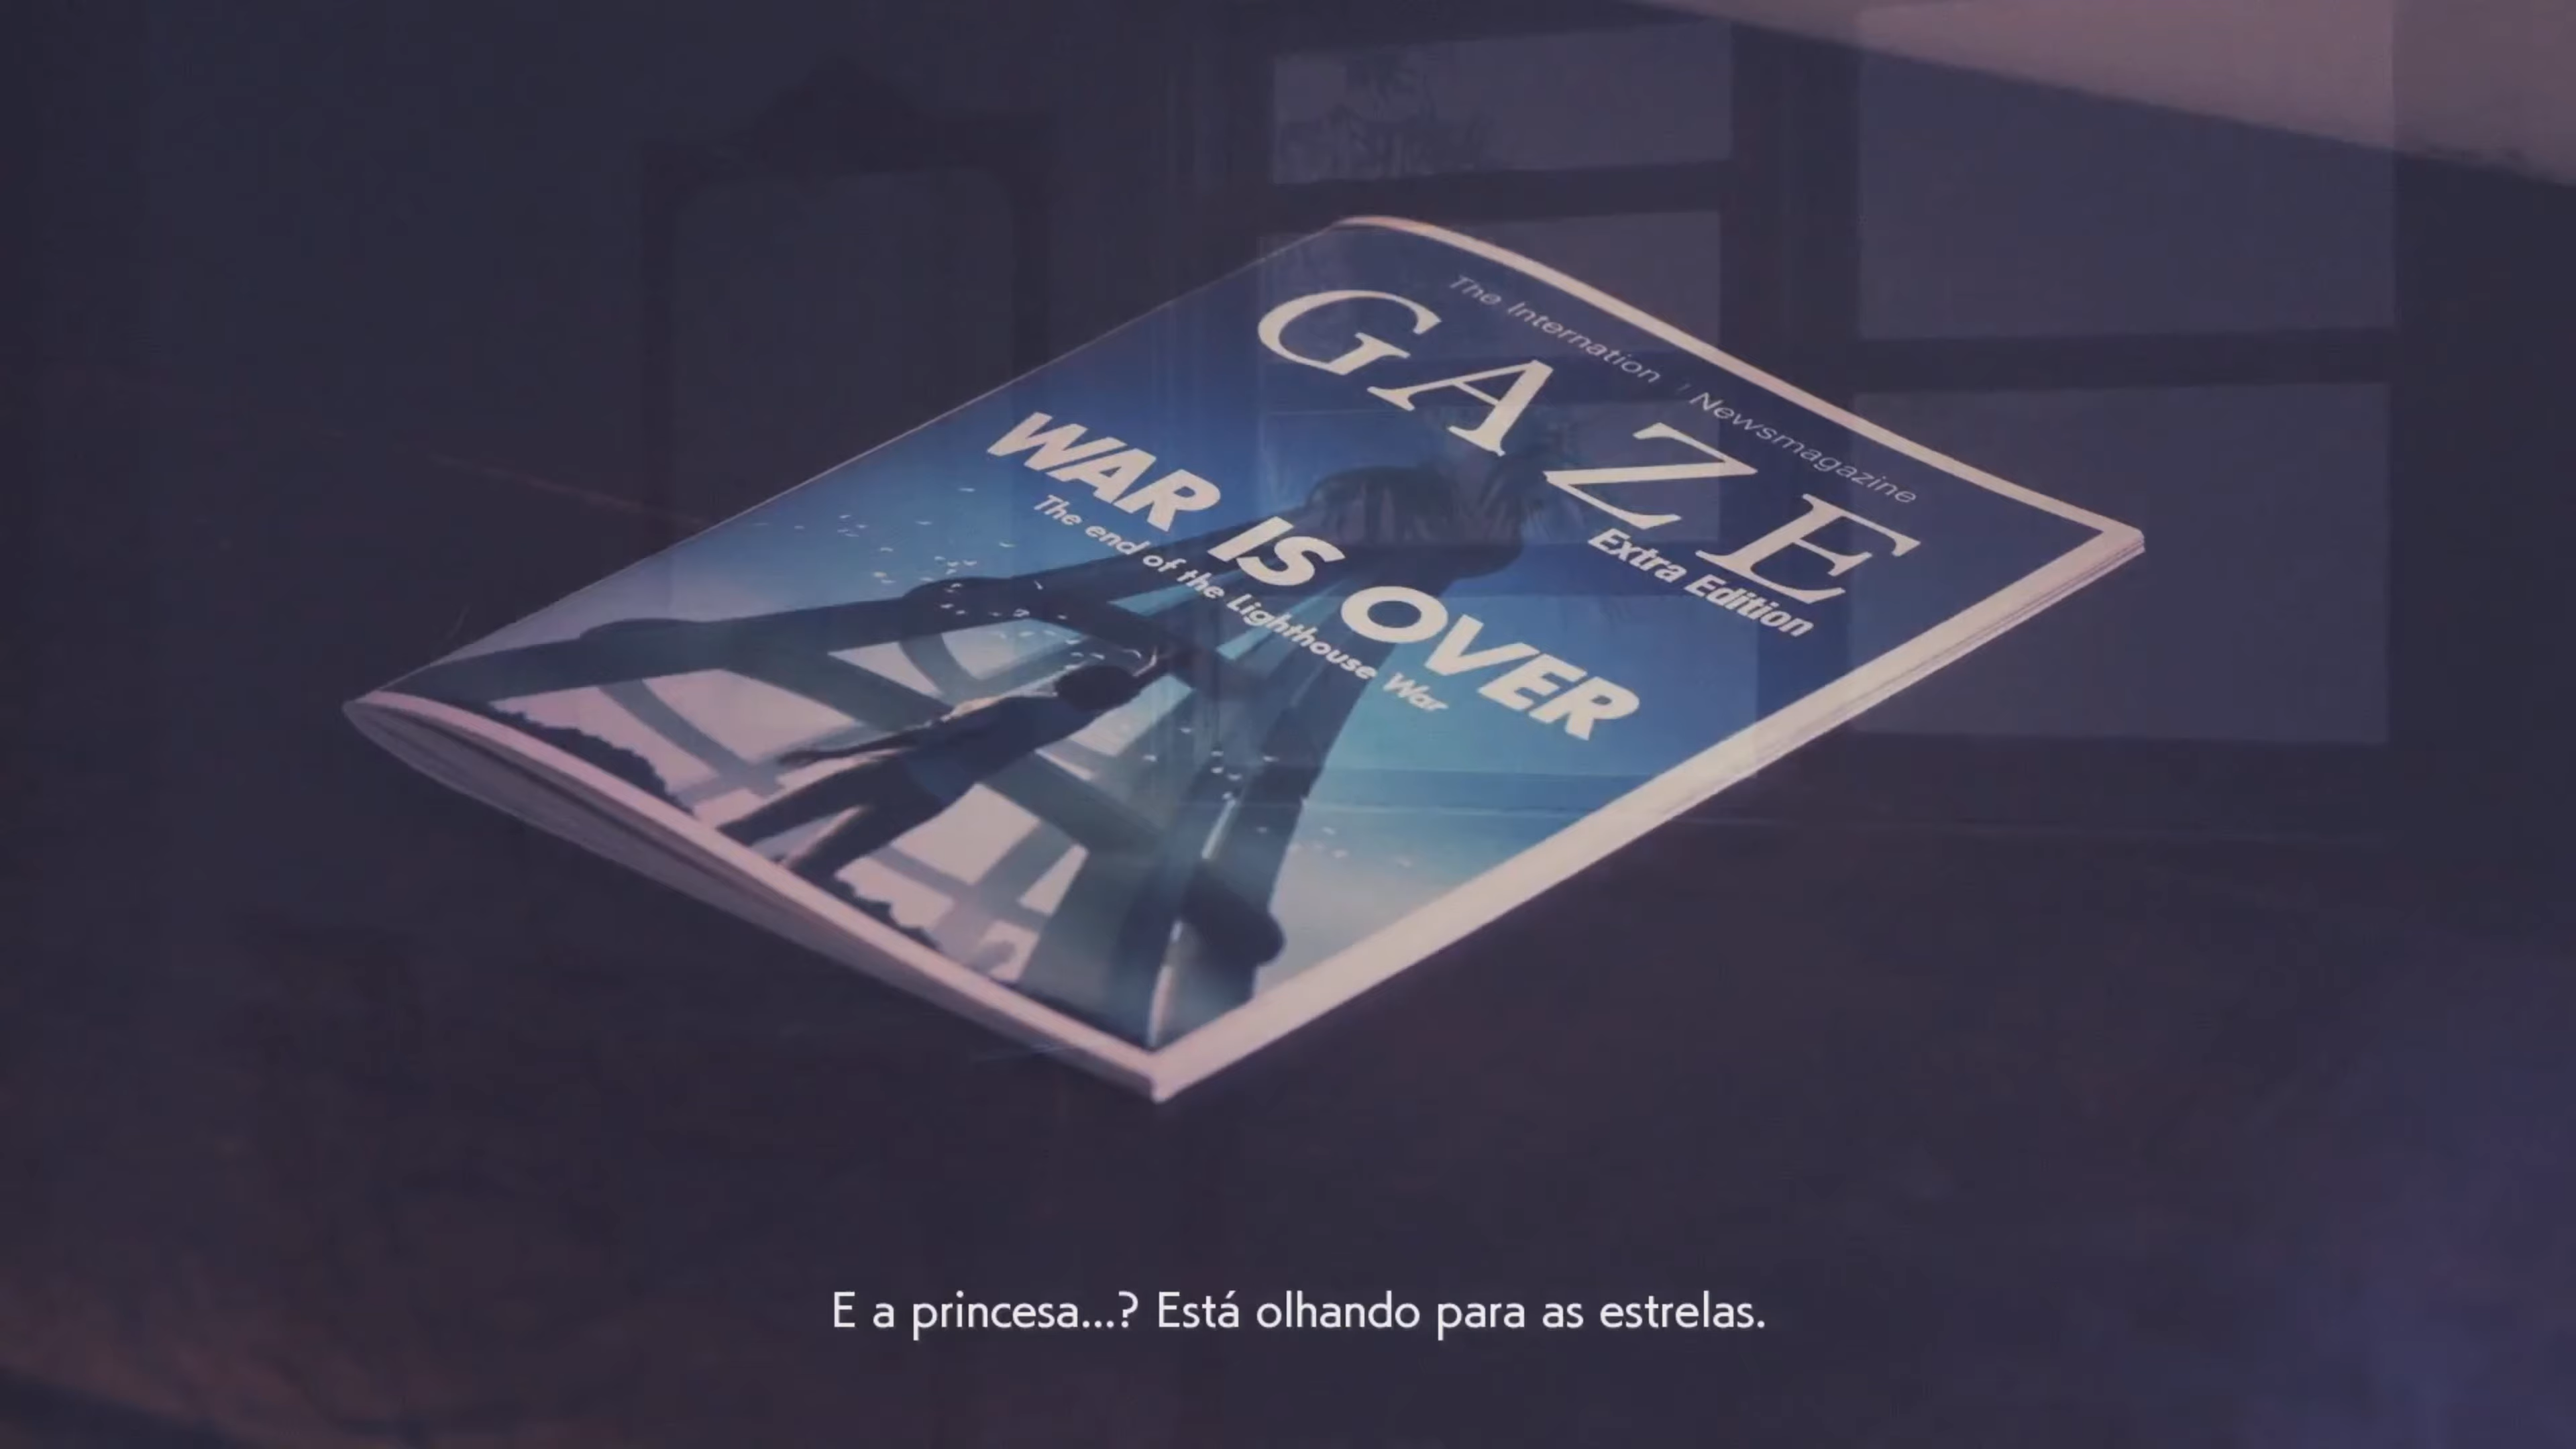 The Internation l Newsmagazine
GAZE
Extra Edition
WAR IS OVER
The end of the Lighthouse War
E a princesa...? Está olhando para as estrelas.